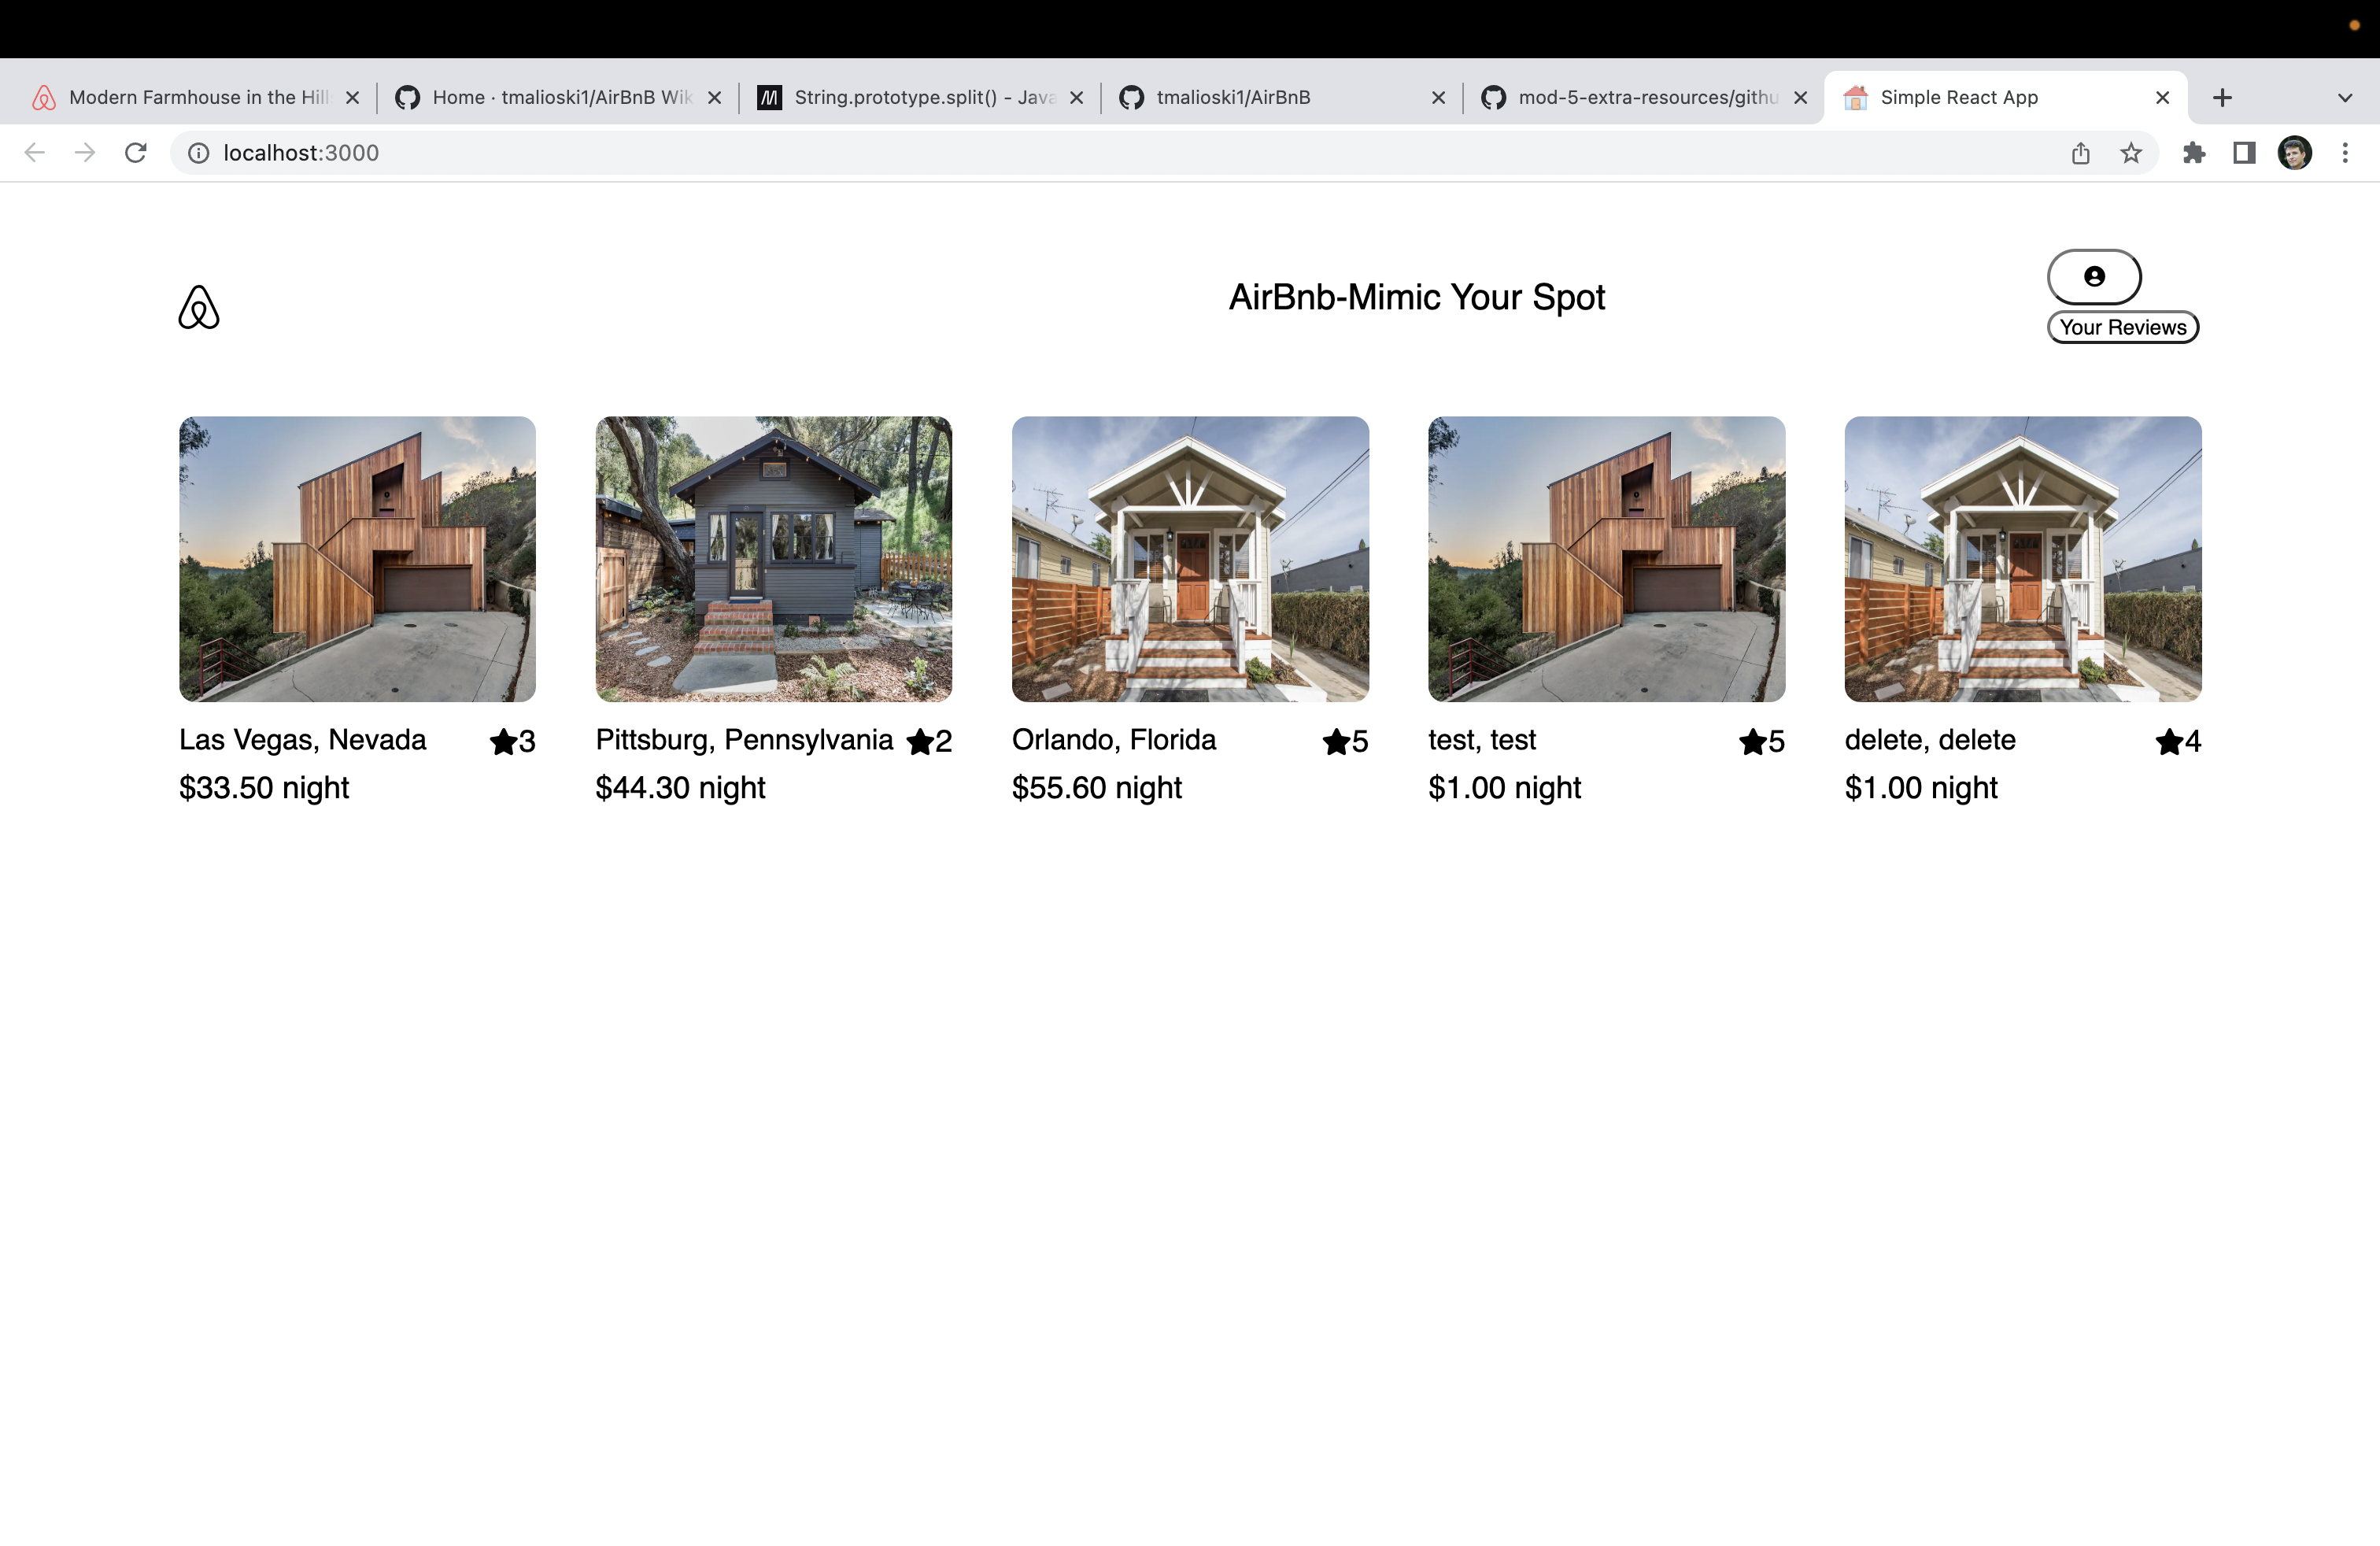 Modern Farmhouse in the Hill
Home · tmalioski1/AirBnB Wik
String.prototype.split() - Java
tmalioski1/AirBnB
mod-5-extra-resources/githu
Simple React App
localhost:3000
AirBnb-Mimic Your Spot
Your Reviews
Las Vegas, Nevada ★3
$33.50 night
Pittsburg, Pennsylvania ★2
$44.30 night
Orlando, Florida ★5
$55.60 night
test, test ★5
$1.00 night
delete, delete ★4
$1.00 night